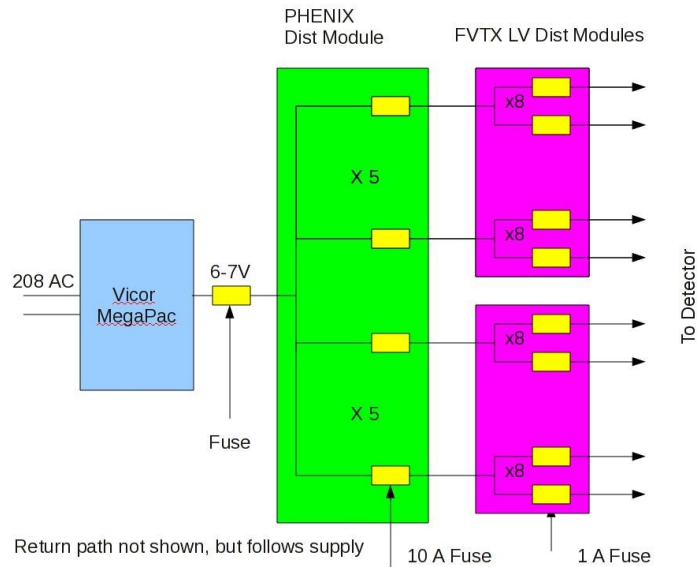 PHENIX
Dist Module
FVTX LV Dist Modules
x8
X 5
x8
208 AC
6-7V
Vicor
MegaPac
To Detector
x8
X 5
Fuse
x8
Return path not shown, but follows supply
10 A Fuse
1 A Fuse